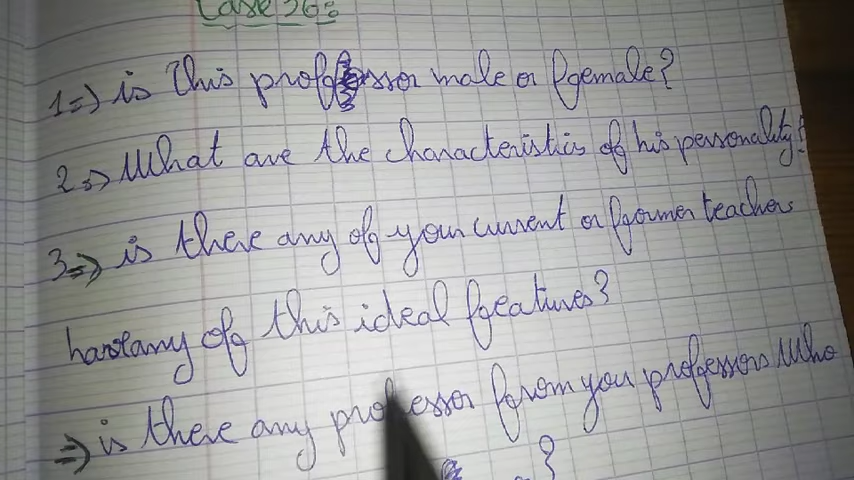 Case 36:
1=> is this professor male or female?
2=> What are the characteristics of his personality?
3=> is there any of your current or former teachers
has any of this ideal features?
=> is there any professor from your professors who
?